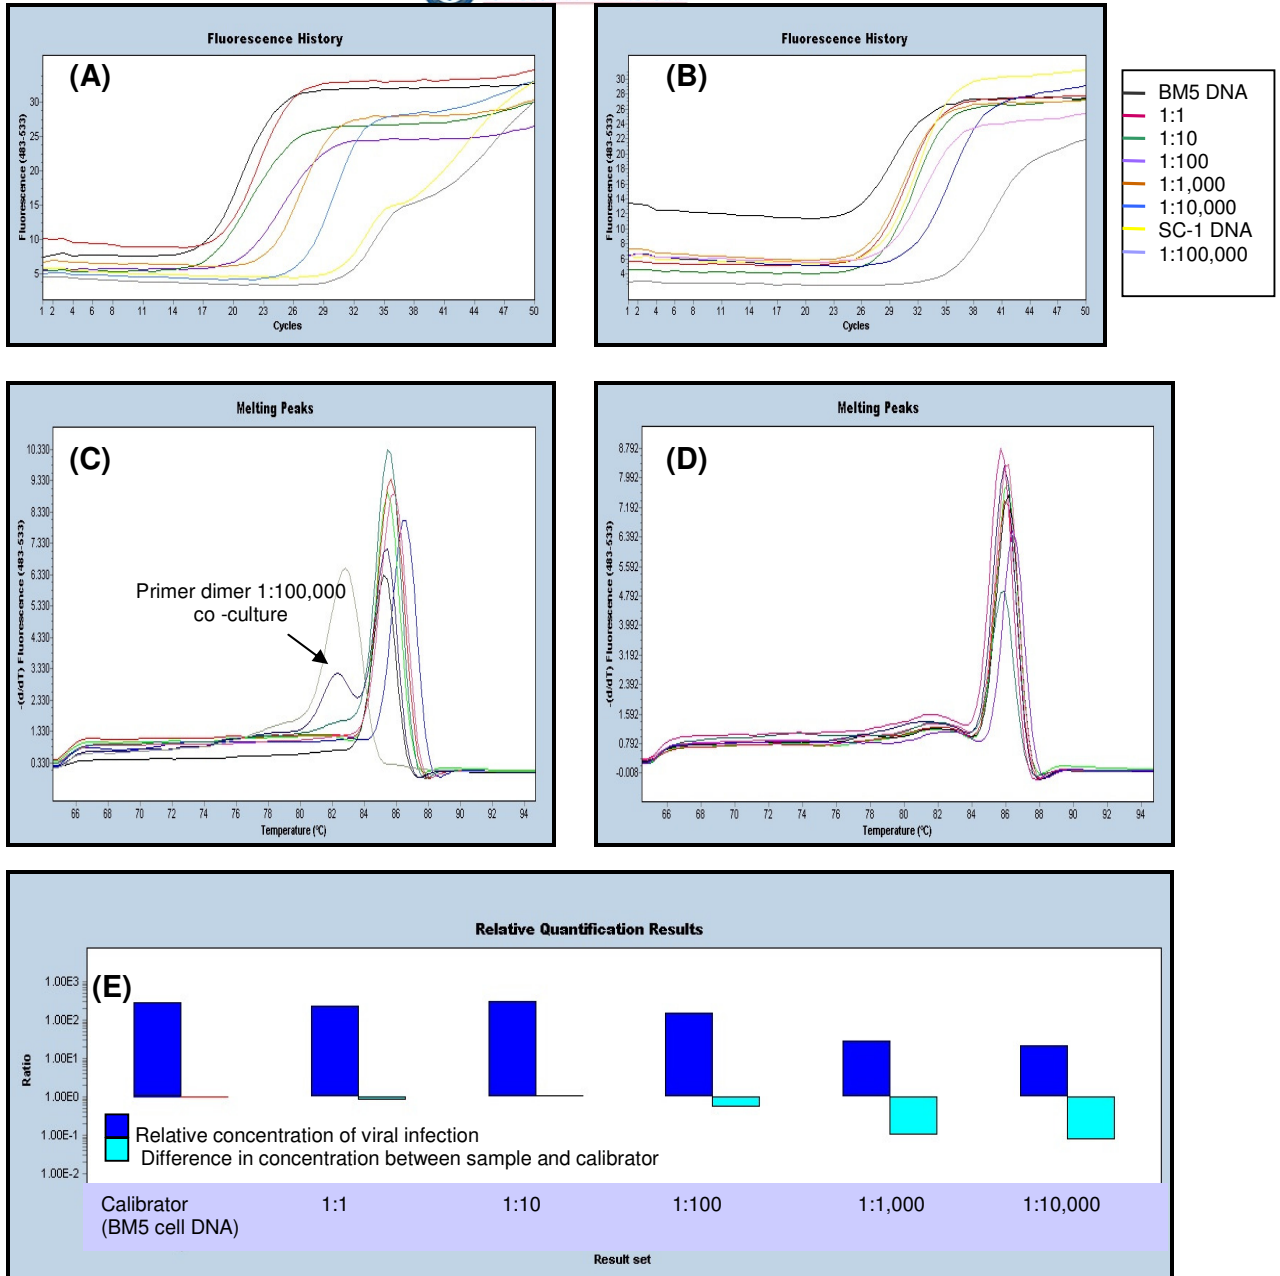 Fluorescence History
(A)
Fluorescence (483-533)
30
25
20
15
10
5
1 2 4 6 8 11 14 17 20 23 26 29 32 35 38 41 44 47 50
Cycles
Fluorescence History
(B)
Fluorescence (483-533)
30
28
26
24
22
20
18
16
14
12
10
8
6
4
1 2 4 6 8 11 14 17 20 23 26 29 32 35 38 41 44 47 50
Cycles
BM5 DNA
1:1
1:10
1:100
1:1,000
1:10,000
SC-1 DNA
1:100,000
Melting Peaks
(C)
-(d/dT) Fluorescence (483-533)
10.330
9.330
8.330
7.330
6.330
5.330
4.330
3.330
2.330
1.330
0.330
Primer dimer 1:100,000
co -culture
66 68 70 72 74 76 78 80 82 84 86 88 90 92 94
Temperature (°C)
Melting Peaks
(D)
-(d/dT) Fluorescence (483-533)
8.792
7.992
7.192
6.392
5.592
4.792
3.992
3.192
2.392
1.592
0.792
-0.008
66 68 70 72 74 76 78 80 82 84 86 88 90 92 94
Temperature (°C)
Relative Quantification Results
(E)
Ratio
1.00E3
1.00E2
1.00E1
1.00E0
1.00E-1
1.00E-2
Relative concentration of viral infection
Difference in concentration between sample and calibrator
Calibrator 1:1 1:10 1:100 1:1,000 1:10,000
(BM5 cell DNA)
Result set